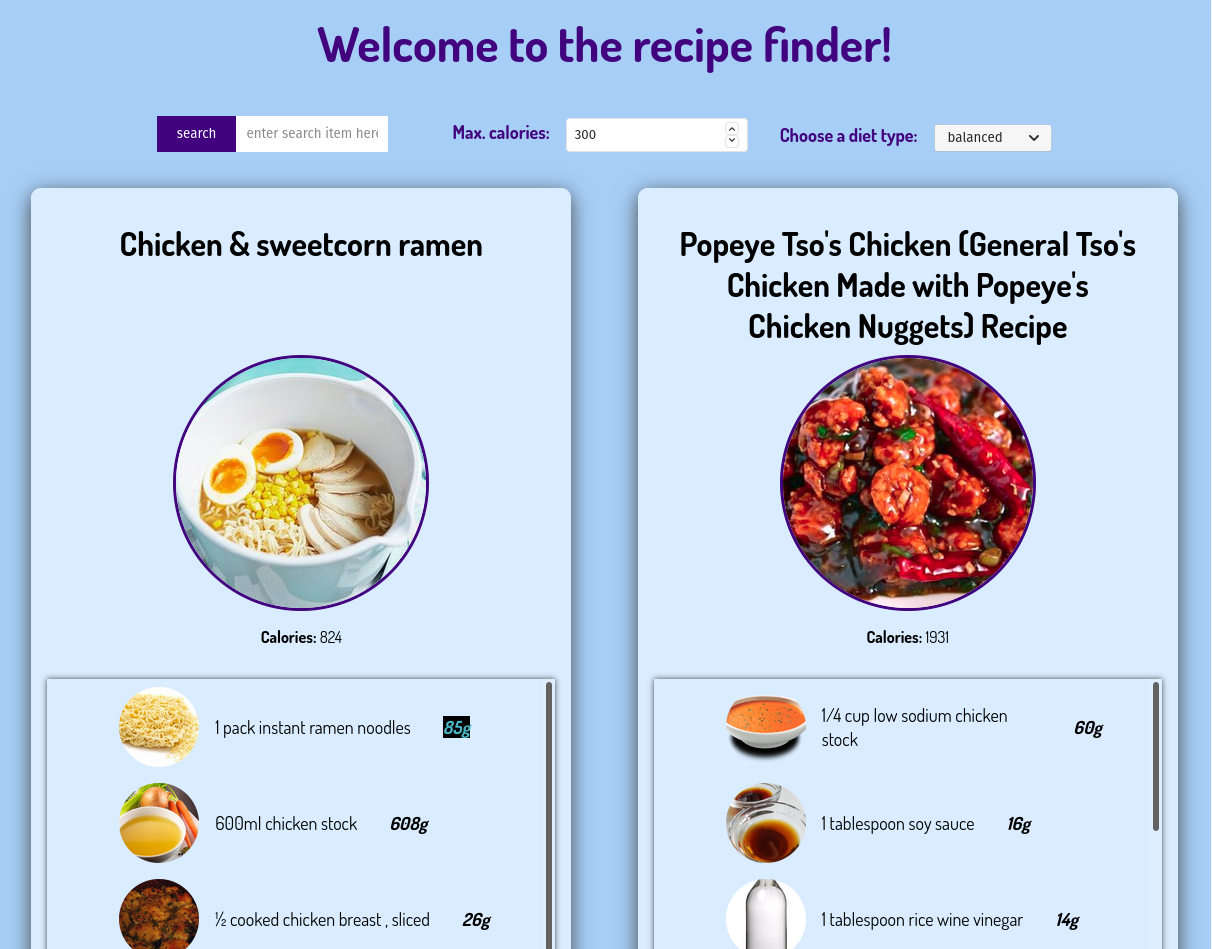 Welcome to the recipe finder!
search
enter search item her
Max. calories:
300
Choose a diet type:
balanced
Chicken & sweetcorn ramen
Calories: 824
1 pack instant ramen noodles
85g
600ml chicken stock
608g
½ cooked chicken breast , sliced
26g
Popeye Tso's Chicken (General Tso's
Chicken Made with Popeye's
Chicken Nuggets) Recipe
Calories: 1931
1/4 cup low sodium chicken
stock
60g
1 tablespoon soy sauce
16g
1 tablespoon rice wine vinegar
14g